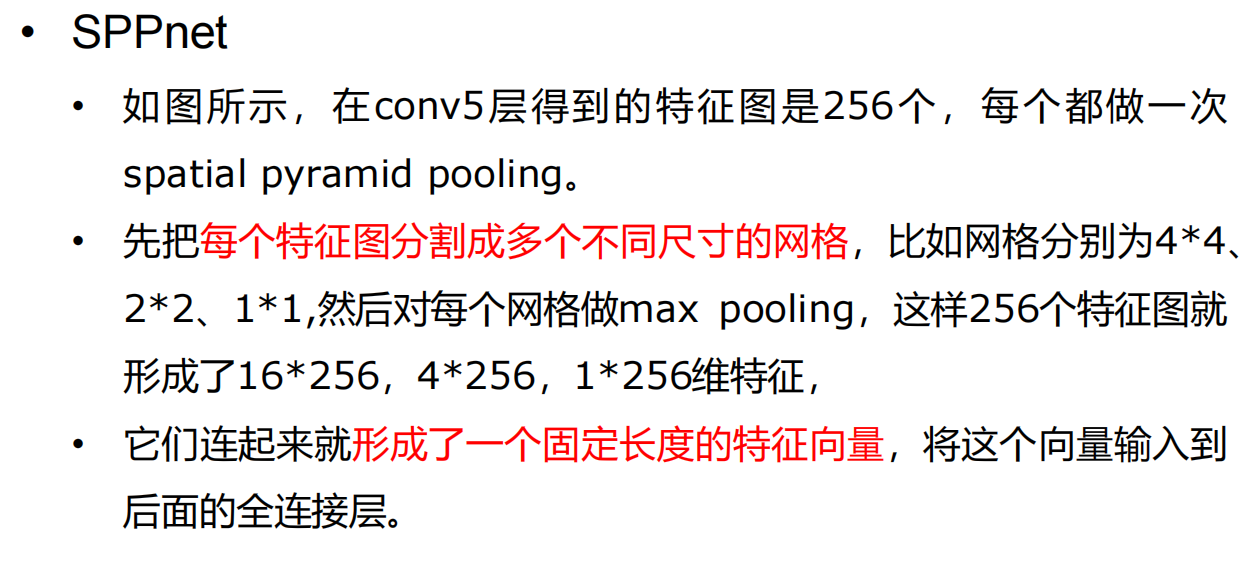 • SPPnet
• 如图所示，在conv5层得到的特征图是256个，每个都做一次
spatial pyramid pooling。
• 先把每个特征图分割成多个不同尺寸的网格，比如网格分别为4*4、
2*2、1*1,然后对每个网格做max pooling，这样256个特征图就
形成了16*256，4*256，1*256维特征，
• 它们连起来就形成了一个固定长度的特征向量，将这个向量输入到
后面的全连接层。